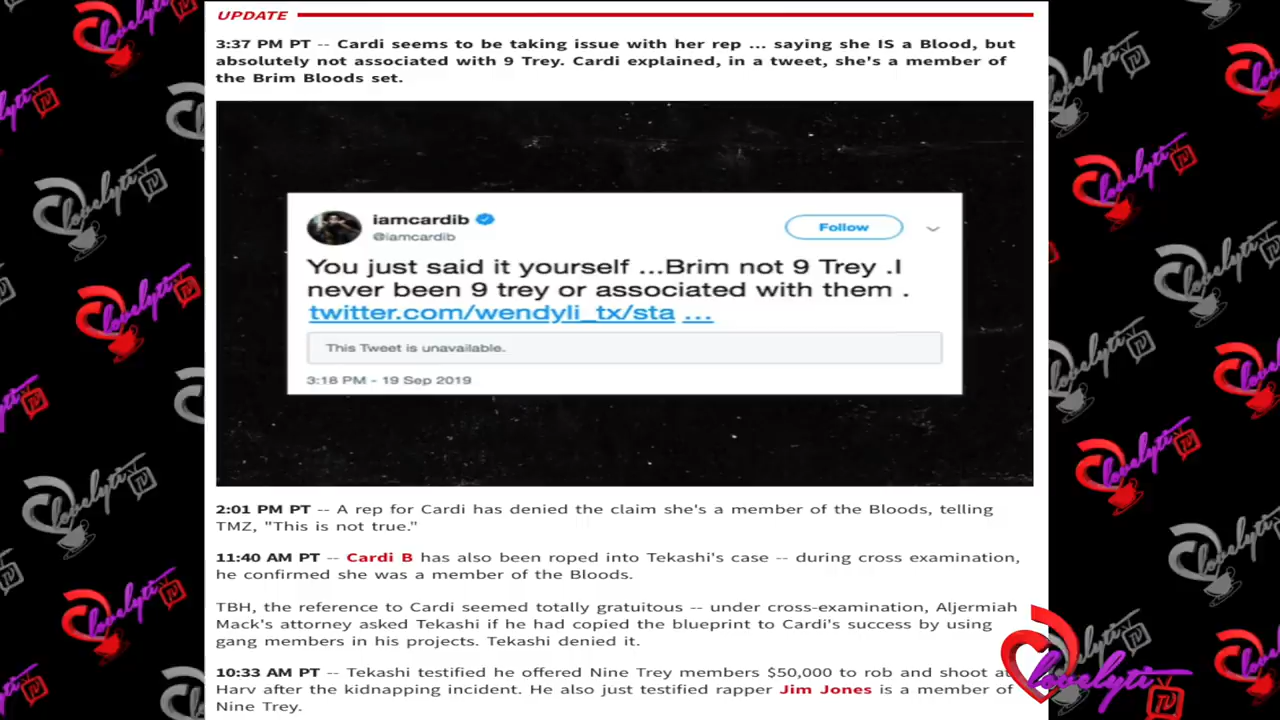 UPDATE
3:37 PM PT -- Cardi seems to be taking issue with her rep ... saying she IS a Blood, but
absolutely not associated with 9 Trey. Cardi explained, in a tweet, she's a member of
the Brim Bloods set.
iamcardib
@iamcardib
Follow
You just said it yourself ...Brim not 9 Trey .I
never been 9 trey or associated with them .
twitter.com/wendyli_tx/sta ...
This Tweet is unavailable.
3:18 PM - 19 Sep 2019
2:01 PM PT -- A rep for Cardi has denied the claim she's a member of the Bloods, telling
TMZ, "This is not true."
11:40 AM PT -- Cardi B has also been roped into Tekashi's case -- during cross examination,
he confirmed she was a member of the Bloods.
TBH, the reference to Cardi seemed totally gratuitous -- under cross-examination, Aljermiah
Mack's attorney asked Tekashi if he had copied the blueprint to Cardi's success by using
gang members in his projects. Tekashi denied it.
10:33 AM PT -- Tekashi testified he offered Nine Trey members $50,000 to rob and shoot at
Harv after the kidnapping incident. He also just testified rapper Jim Jones is a member of
Nine Trey.
Lovelyti TV